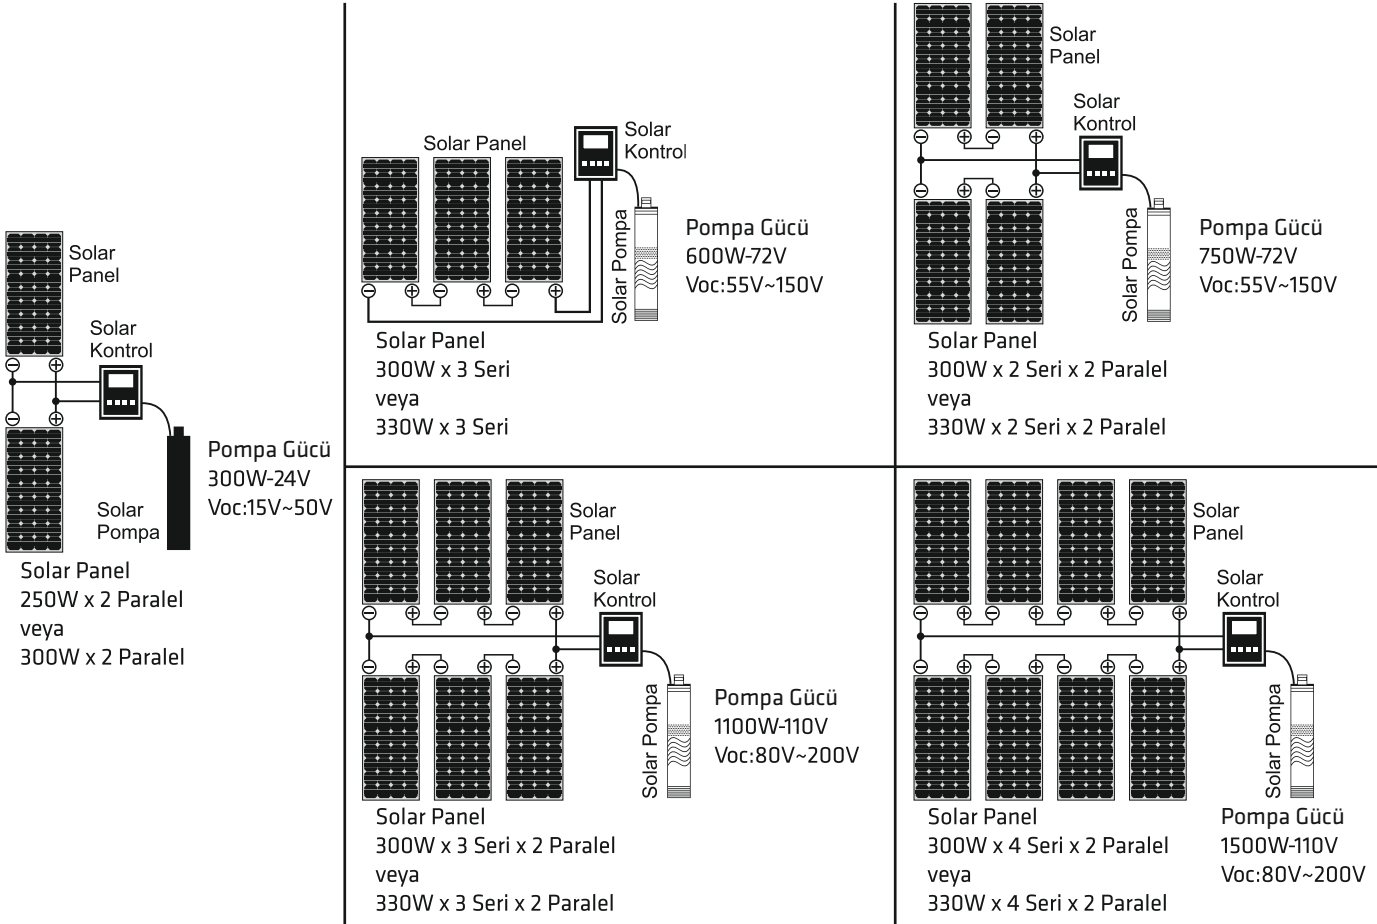 Solar
Panel
Solar
Kontrol
Solar
Pompa
Pompa Gücü
300W-24V
Voc:15V~50V
Solar Panel
250W x 2 Paralel
veya
300W x 2 Paralel
Solar Panel
Solar
Kontrol
Solar Pompa
Pompa Gücü
600W-72V
Voc:55V~150V
Solar Panel
300W x 3 Seri
veya
330W x 3 Seri
Solar
Panel
Solar
Kontrol
Solar Pompa
Pompa Gücü
750W-72V
Voc:55V~150V
Solar Panel
300W x 2 Seri x 2 Paralel
veya
330W x 2 Seri x 2 Paralel
Solar
Panel
Solar
Kontrol
Solar Pompa
Pompa Gücü
1100W-110V
Voc:80V~200V
Solar Panel
300W x 3 Seri x 2 Paralel
veya
330W x 3 Seri x 2 Paralel
Solar
Panel
Solar
Kontrol
Solar Pompa
Pompa Gücü
1500W-110V
Voc:80V~200V
Solar Panel
300W x 4 Seri x 2 Paralel
veya
330W x 4 Seri x 2 Paralel